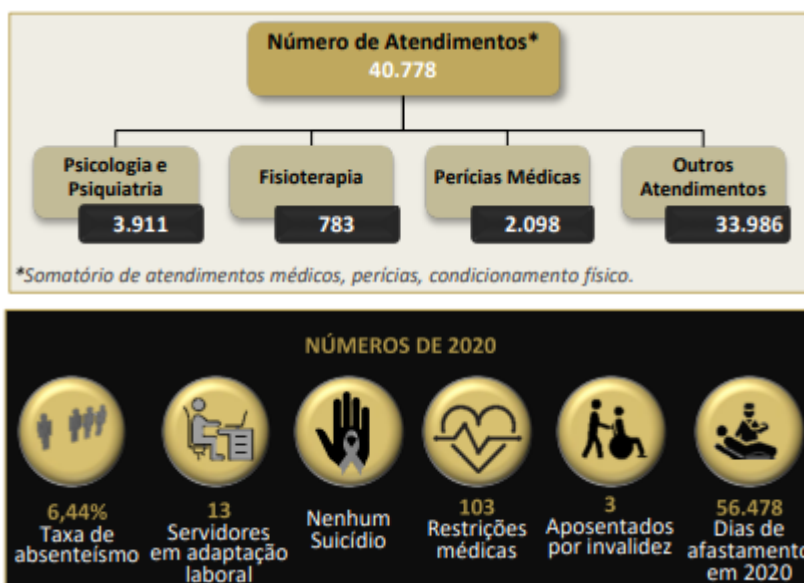 Número de Atendimentos*
40.778
Psicologia e
Psiquiatria
3.911
Fisioterapia
783
Perícias Médicas
2.098
Outros
Atendimentos
33.986
*Somatório de atendimentos médicos, perícias, condicionamento físico.
NÚMEROS DE 2020
6,44%
Taxa de
absenteísmo
13
Servidores
em adaptação
laboral
Nenhum
Suicídio
103
Restrições
médicas
3
Aposentados
por invalidez
56.478
Dias de
afastamento
em 2020